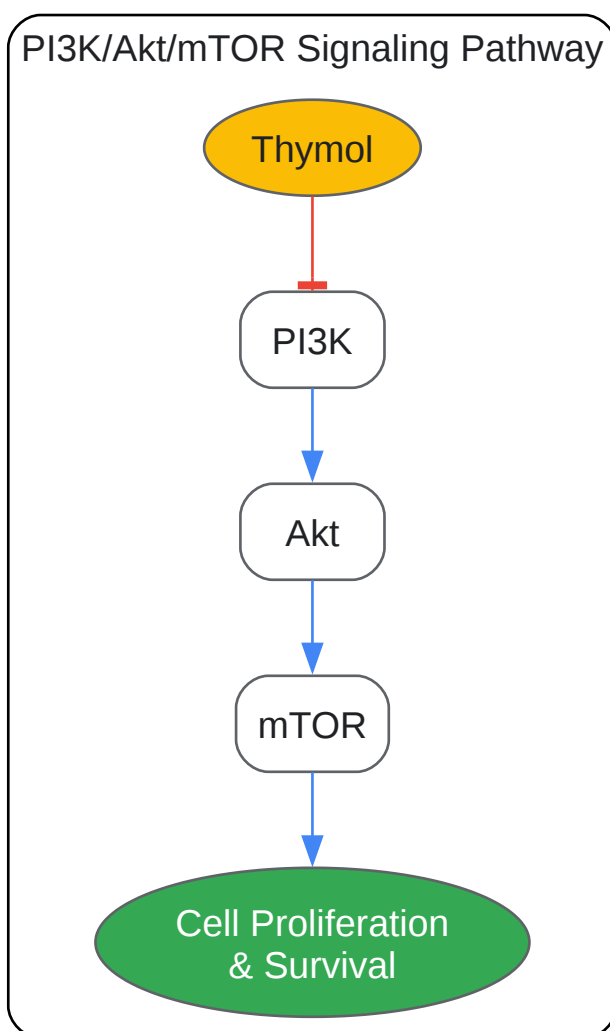 PI3K/Akt/mTOR Signaling Pathway
Thymol
PI3K
Akt
mTOR
Cell Proliferation
& Survival